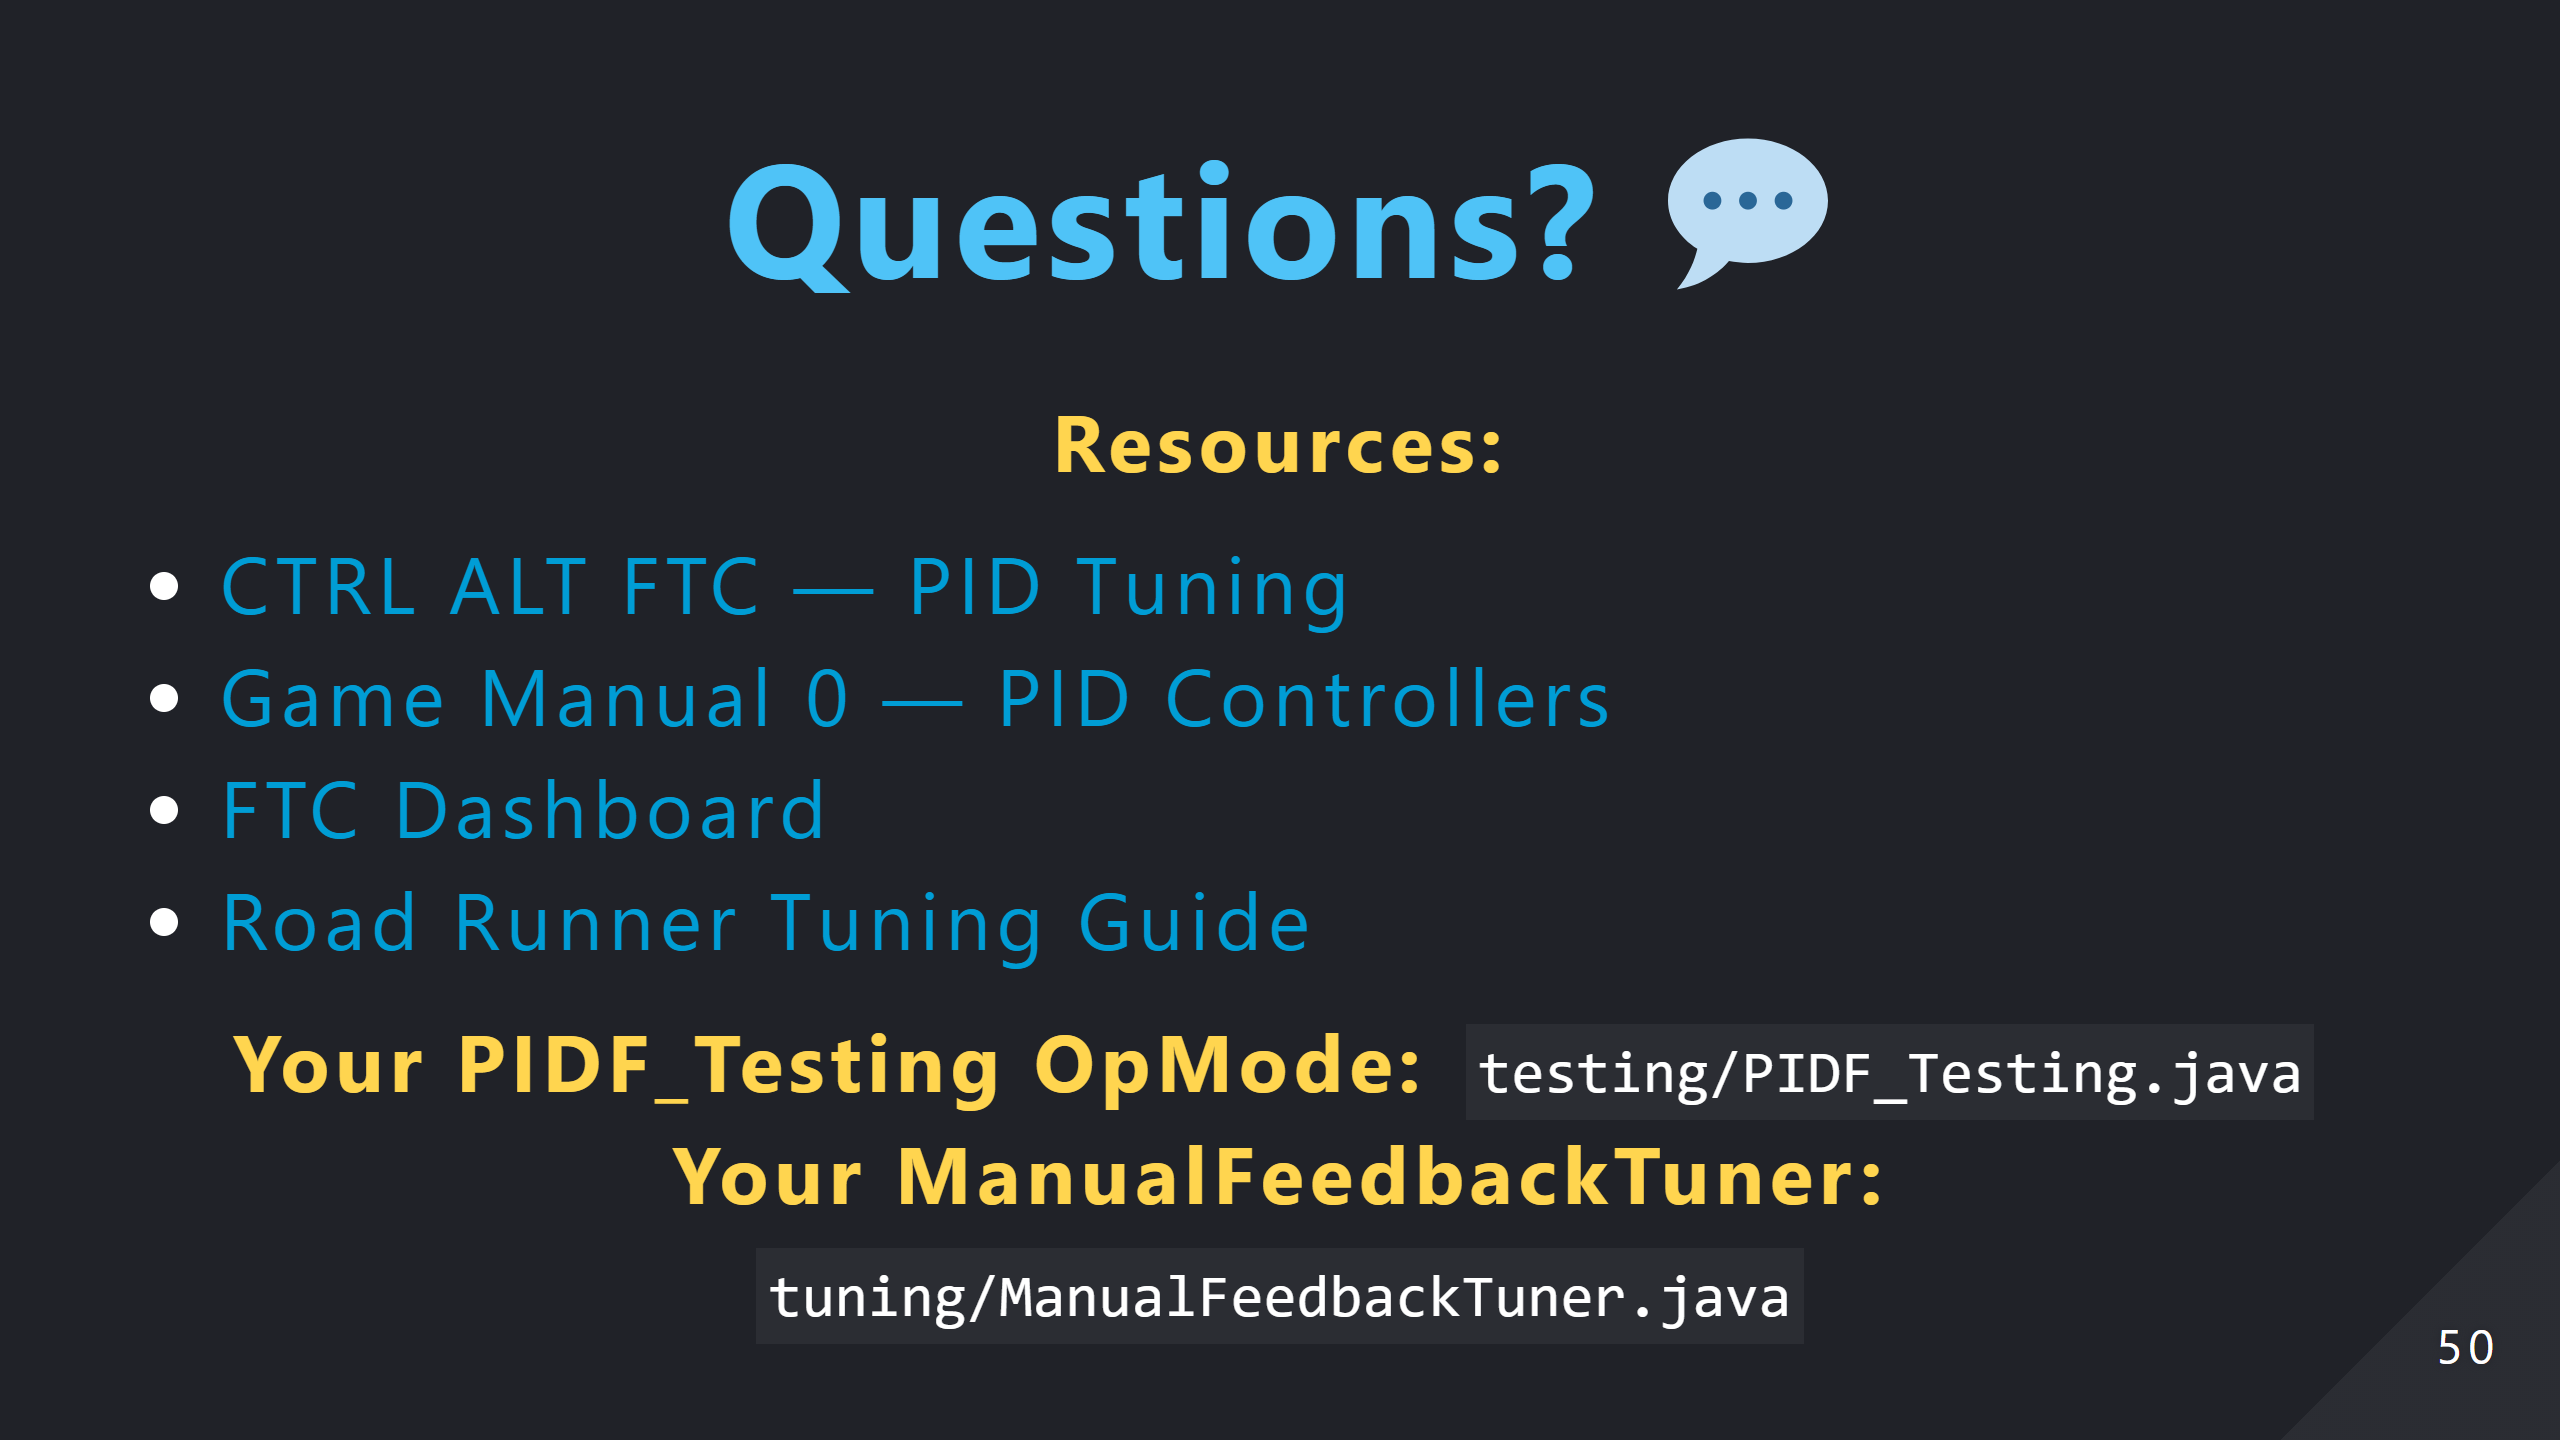 Questions? 💬
Resources:
• CTRL ALT FTC — PID Tuning
• Game Manual 0 — PID Controllers
• FTC Dashboard
• Road Runner Tuning Guide
Your PIDF_Testing OpMode: testing/PIDF_Testing.java
Your ManualFeedbackTuner:
tuning/ManualFeedbackTuner.java
50